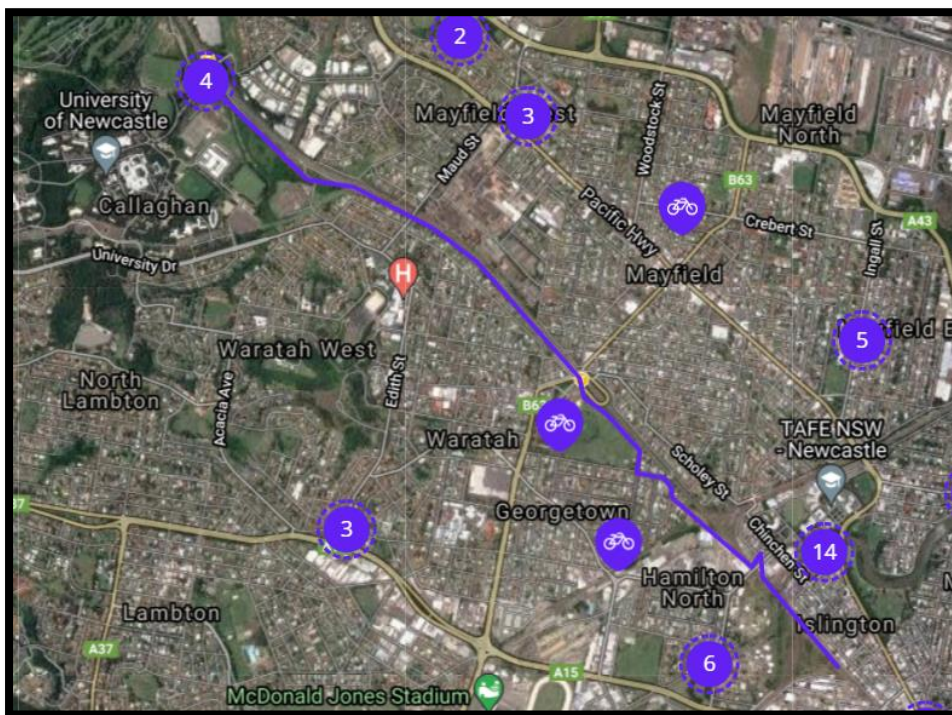 2
4
University
of Newcastle
3
Mayfield West
Woodstock St
Mayfield
North
Maud St
B63
Callaghan
Pacific Hwy
Crebert St
A43
University Dr
Ingall St
Mayfield
H
5
Waratah West
North
Lambton
Edith St
Acacia Ave
B63
Waratah
TAFE NSW
- Newcastle
Scholey St
37
Georgetown
3
Chinchen St
14
Hamilton
North
Lambton
Islington
A37
6
A15
McDonald Jones Stadium